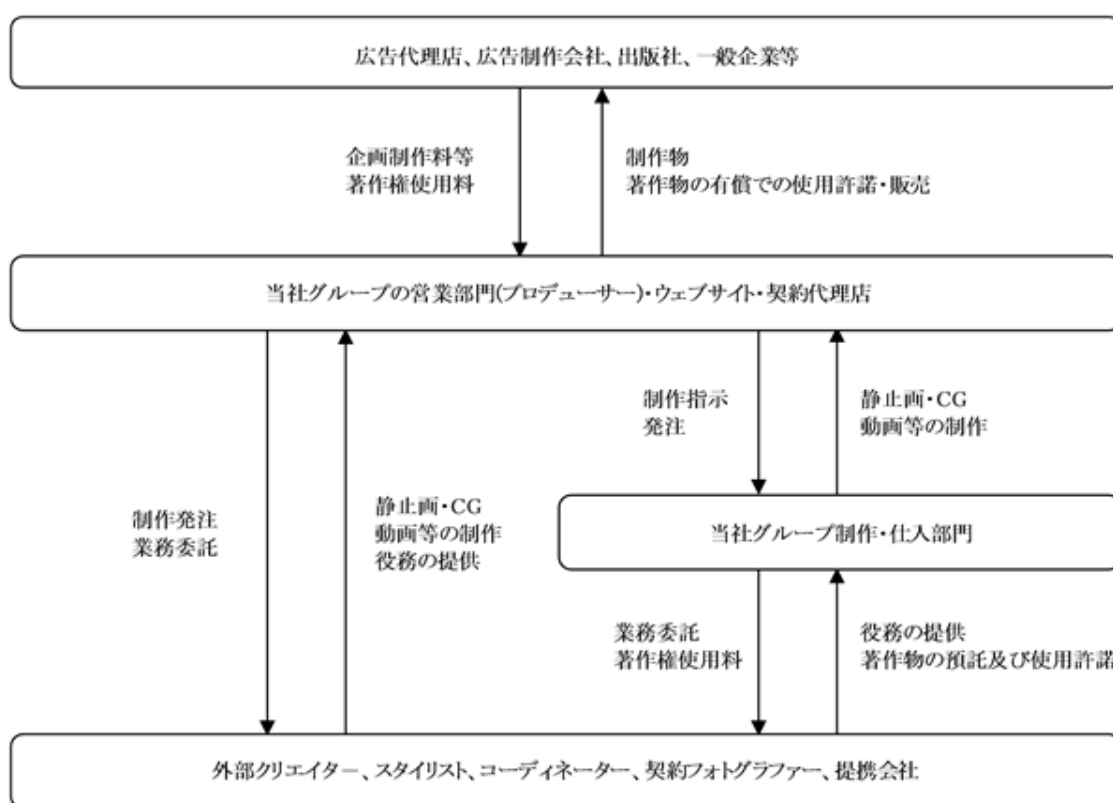 広告代理店、広告制作会社、出版社、一般企業等
企画制作料等
著作権使用料
制作物
著作物の有償での使用許諾・販売
当社グループの営業部門(プロデューサー)・ウェブサイト・契約代理店
制作指示
発注
静止画・CG
動画等の制作
制作発注
業務委託
静止画・CG
動画等の制作
役務の提供
当社グループ制作・仕入部門
業務委託
著作権使用料
役務の提供
著作物の預託及び使用許諾
外部クリエイター、スタイリスト、コーディネーター、契約フォトグラファー、提携会社